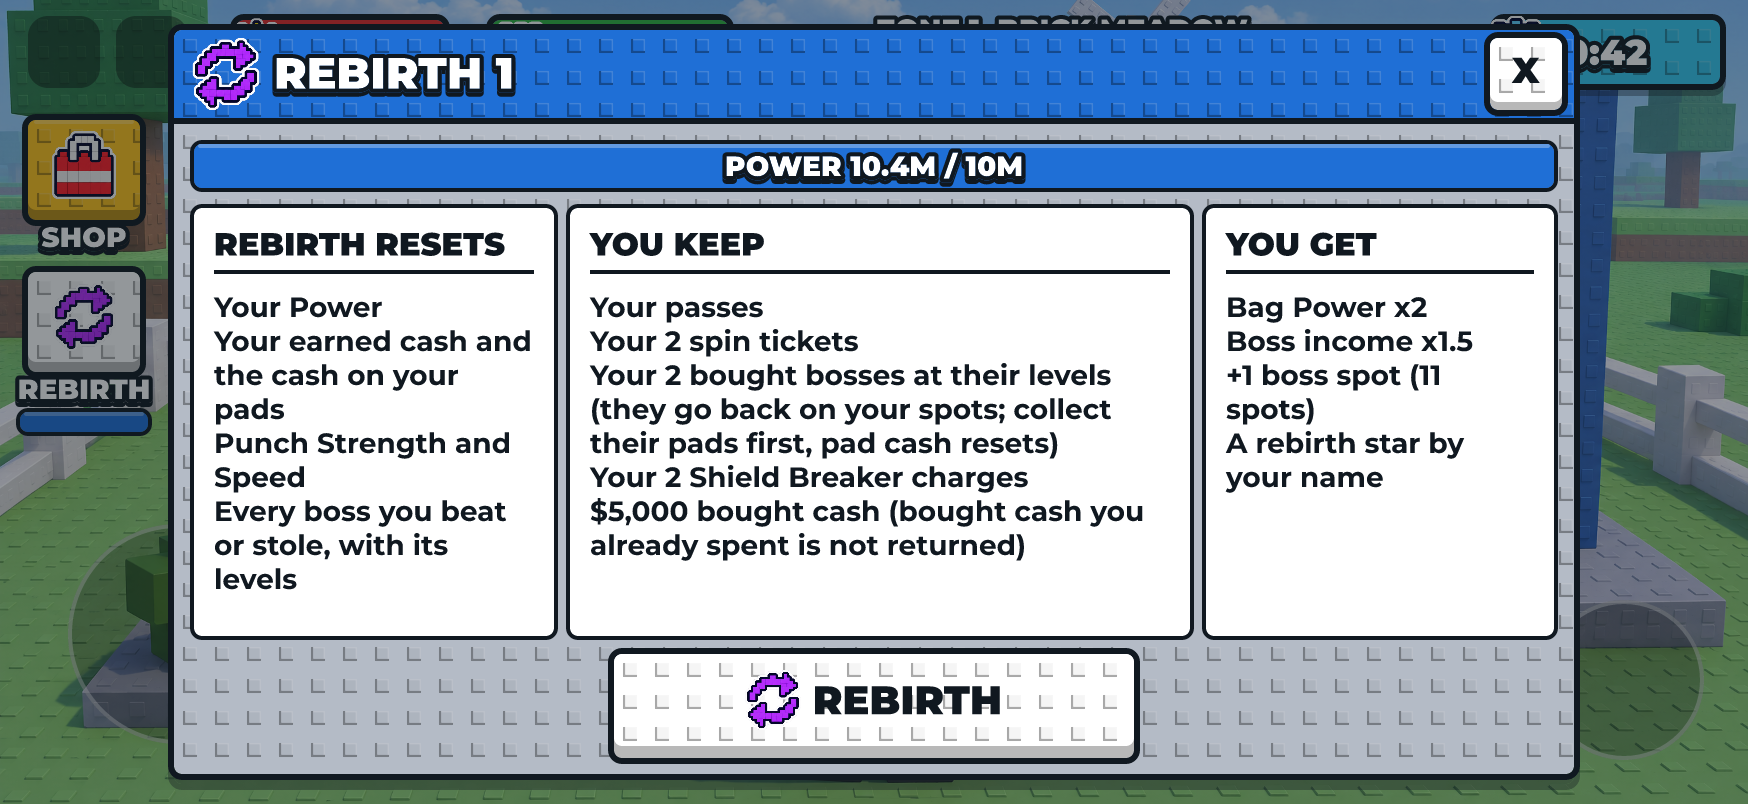 REBIRTH 1
X
:42
SHOP
REBIRTH
POWER 10.4M / 10M
REBIRTH RESETS
Your Power
Your earned cash and
the cash on your
pads
Punch Strength and
Speed
Every boss you beat
or stole, with its
levels
YOU KEEP
Your passes
Your 2 spin tickets
Your 2 bought bosses at their levels
(they go back on your spots; collect
their pads first, pad cash resets)
Your 2 Shield Breaker charges
$5,000 bought cash (bought cash you
already spent is not returned)
YOU GET
Bag Power x2
Boss income x1.5
+1 boss spot (11
spots)
A rebirth star by
your name
REBIRTH